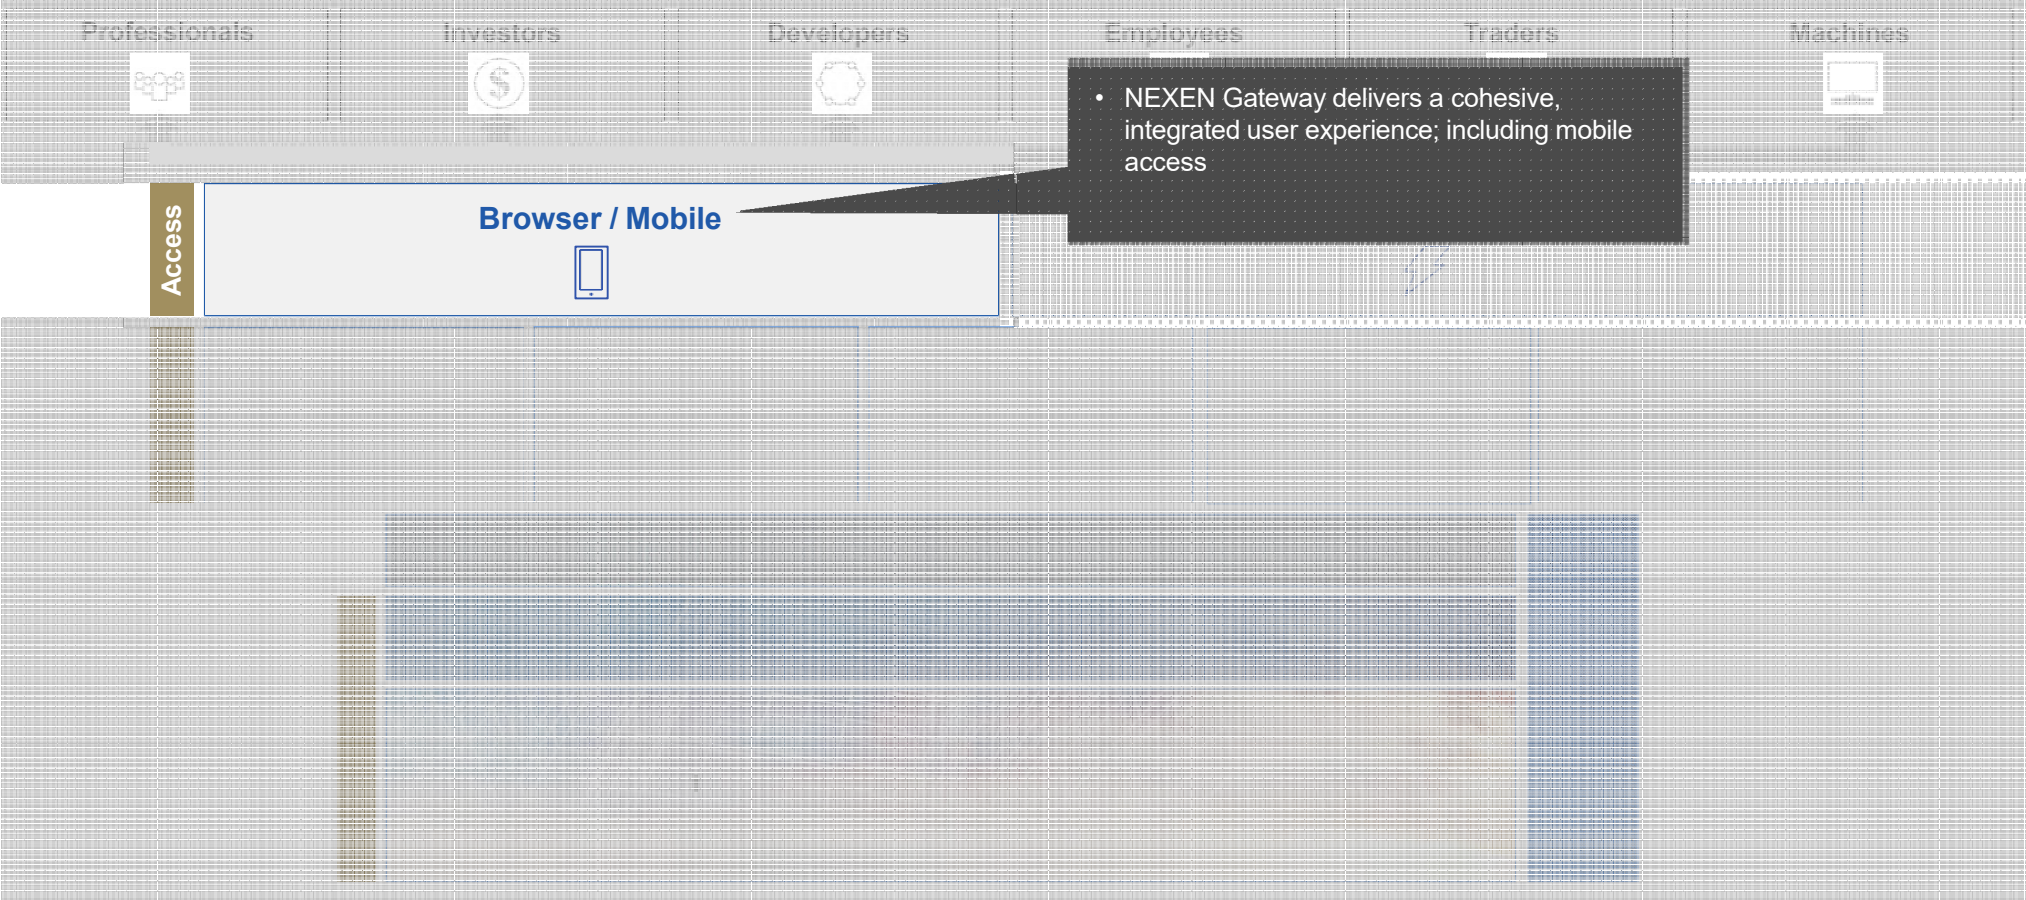 Professionals
Investors
Developers
Employees
Traders
Machines
• NEXEN Gateway delivers a cohesive,
integrated user experience; including mobile
access
Access
Browser / Mobile